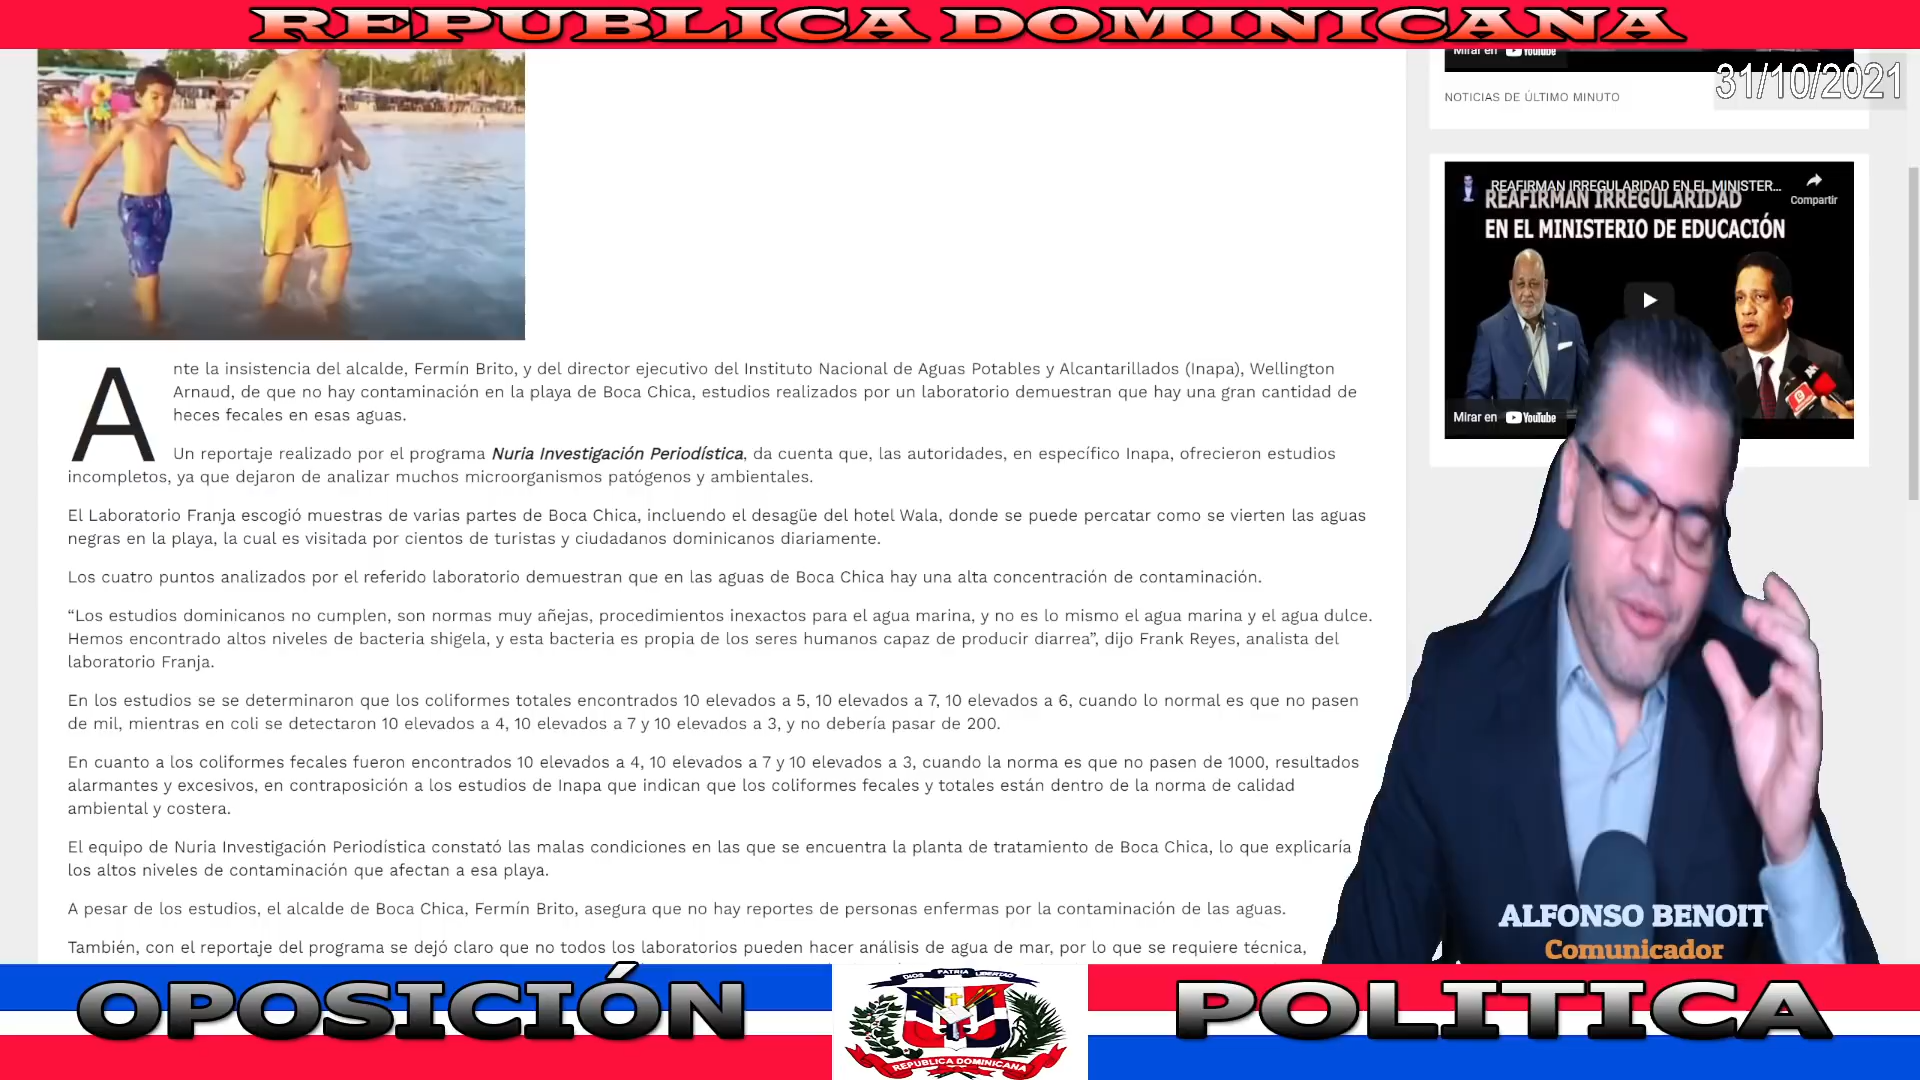 REPUBLICA DOMINICANA
Mirar en YouTube
31/10/2021
NOTICIAS DE ÚLTIMO MINUTO
REAFIRMAN IRREGULARIDAD EN EL MINISTER...
Compartir
REAFIRMAN IRREGULARIDAD
EN EL MINISTERIO DE EDUCACIÓN
Mirar en YouTube
Ante la insistencia del alcalde, Fermín Brito, y del director ejecutivo del Instituto Nacional de Aguas Potables y Alcantarillados (Inapa), Wellington
Arnaud, de que no hay contaminación en la playa de Boca Chica, estudios realizados por un laboratorio demuestran que hay una gran cantidad de
heces fecales en esas aguas.
Un reportaje realizado por el programa Nuria Investigación Periodística, da cuenta que, las autoridades, en específico Inapa, ofrecieron estudios
incompletos, ya que dejaron de analizar muchos microorganismos patógenos y ambientales.
El Laboratorio Franja escogió muestras de varias partes de Boca Chica, incluendo el desagüe del hotel Wala, donde se puede percatar como se vierten las aguas
negras en la playa, la cual es visitada por cientos de turistas y ciudadanos dominicanos diariamente.
Los cuatro puntos analizados por el referido laboratorio demuestran que en las aguas de Boca Chica hay una alta concentración de contaminación.
“Los estudios dominicanos no cumplen, son normas muy añejas, procedimientos inexactos para el agua marina, y no es lo mismo el agua marina y el agua dulce.
Hemos encontrado altos niveles de bacteria shigela, y esta bacteria es propia de los seres humanos capaz de producir diarrea”, dijo Frank Reyes, analista del
laboratorio Franja.
En los estudios se se determinaron que los coliformes totales encontrados 10 elevados a 5, 10 elevados a 7, 10 elevados a 6, cuando lo normal es que no pasen
de mil, mientras en coli se detectaron 10 elevados a 4, 10 elevados a 7 y 10 elevados a 3, y no debería pasar de 200.
En cuanto a los coliformes fecales fueron encontrados 10 elevados a 4, 10 elevados a 7 y 10 elevados a 3, cuando la norma es que no pasen de 1000, resultados
alarmantes y excesivos, en contraposición a los estudios de Inapa que indican que los coliformes fecales y totales están dentro de la norma de calidad
ambiental y costera.
El equipo de Nuria Investigación Periodística constató las malas condiciones en las que se encuentra la planta de tratamiento de Boca Chica, lo que explicaría
los altos niveles de contaminación que afectan a esa playa.
A pesar de los estudios, el alcalde de Boca Chica, Fermín Brito, asegura que no hay reportes de personas enfermas por la contaminación de las aguas.
También, con el reportaje del programa se dejó claro que no todos los laboratorios pueden hacer análisis de agua de mar, por lo que se requiere técnica,
ALFONSO BENOIT
Comunicador
OPOSICIÓN
DIOS PATRIA LIBERTAD
REPUBLICA DOMINICANA
POLITICA